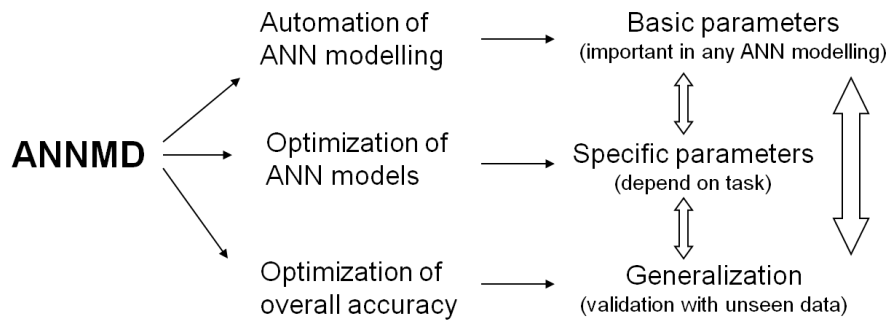 Automation of
ANN modelling
Basic parameters
(important in any ANN modelling)
ANNMD
Optimization of
ANN models
Specific parameters
(depend on task)
Optimization of
overall accuracy
Generalization
(validation with unseen data)